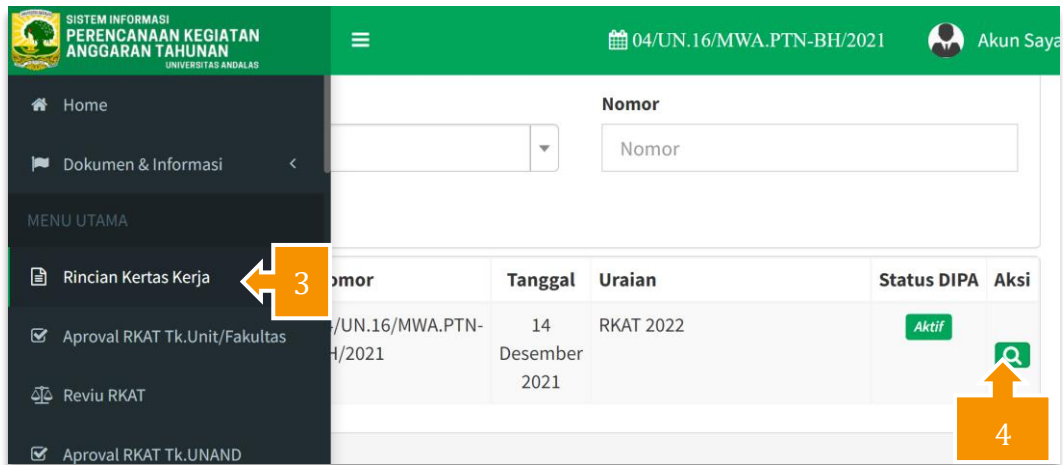 SISTEM INFORMASI
PERENCANAAN KEGIATAN
ANGGARAN TAHUNAN
UNIVERSITAS ANDALAS
04/UN.16/MWA.PTN-BH/2021
Akun Saya
Home
Dokumen & Informasi
MENU UTAMA
Rincian Kertas Kerja
3
Aproval RKAT Tk.Unit/Fakultas
Reviu RKAT
Aproval RKAT Tk.UNAND
Nomor
Nomor
omor Tanggal Uraian Status DIPA Aksi
/UN.16/MWA.PTN- 14 RKAT 2022 Aktif
H/2021 Desember
2021
4